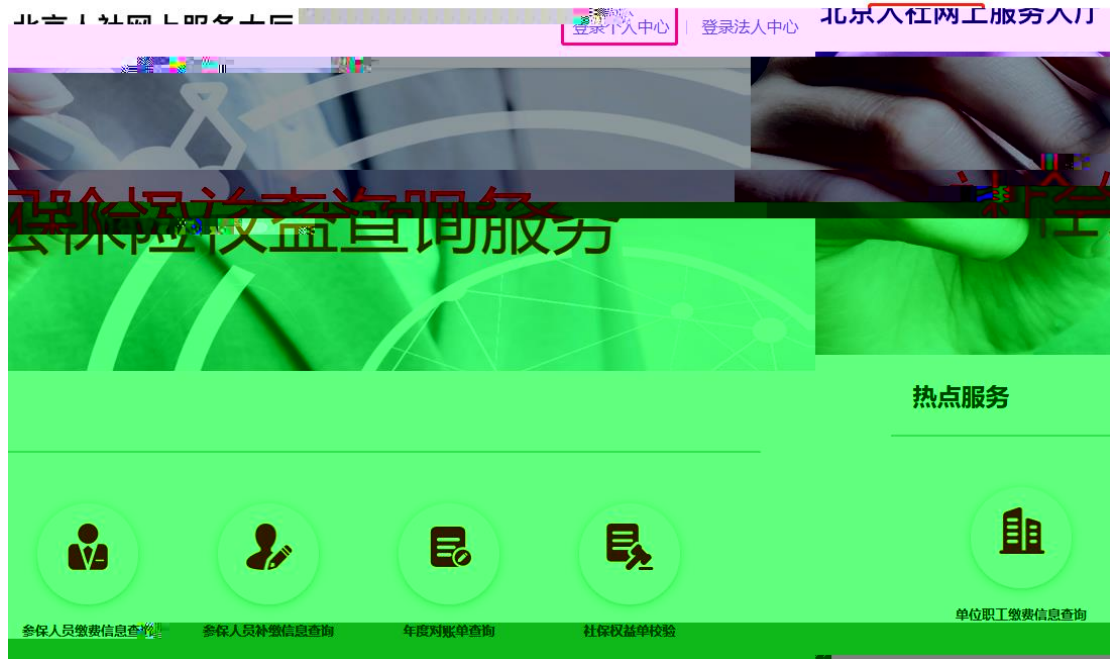 北京人社网上服务大厅
登录个人中心 | 登录法人中心
北京人社网上服务大厅
会保险权益查询服务
社会
热点服务
参保人员缴费信息查询
参保人员补缴信息查询
年度对账单查询
社保权益单校验
单位职工缴费信息查询